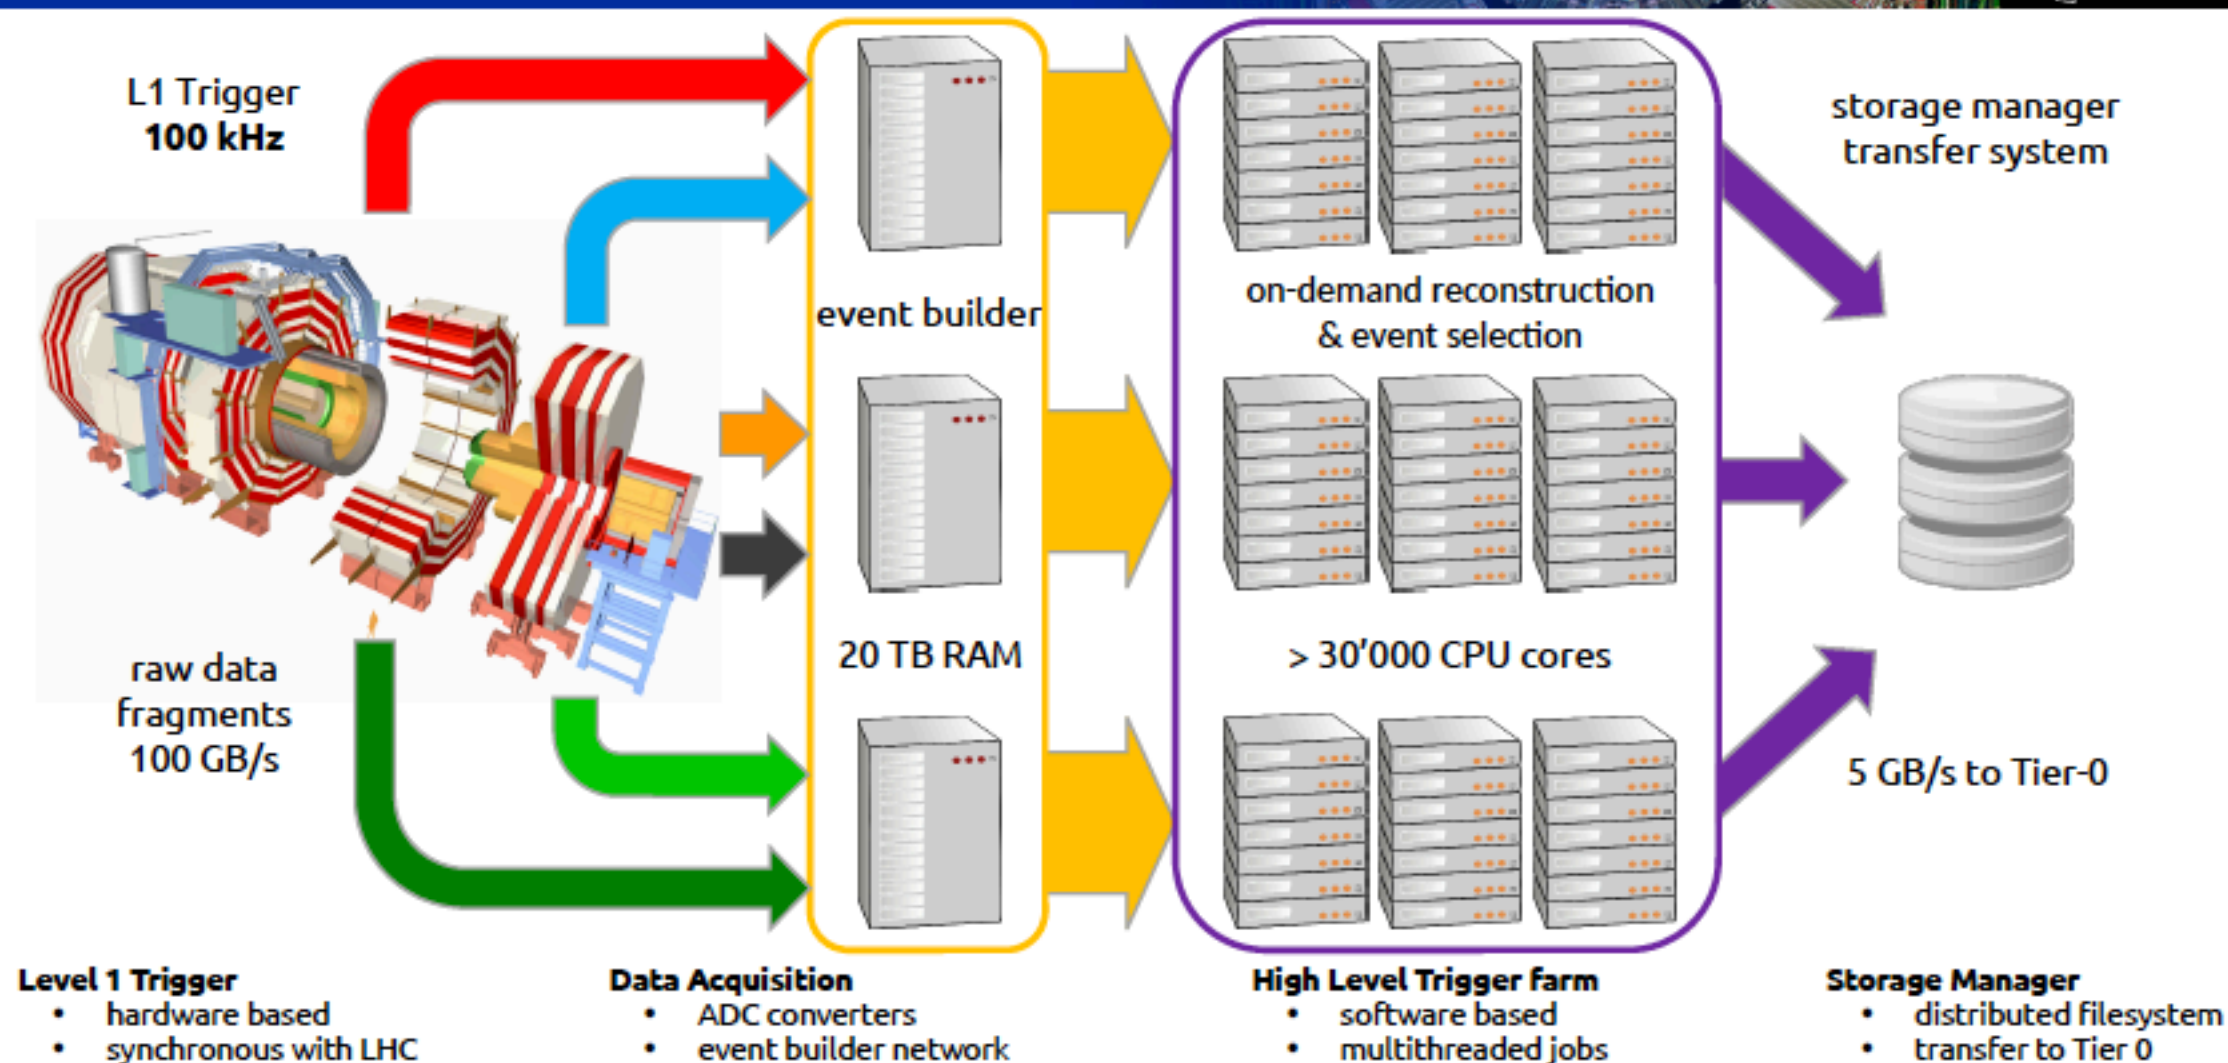 L1 Trigger
100 kHz
storage manager
transfer system
event builder
on-demand reconstruction
& event selection
raw data
fragments
100 GB/s
20 TB RAM
> 30'000 CPU cores
5 GB/s to Tier-0
Level 1 Trigger
• hardware based
• synchronous with LHC
Data Acquisition
• ADC converters
• event builder network
High Level Trigger farm
• software based
• multithreaded jobs
Storage Manager
• distributed filesystem
• transfer to Tier 0